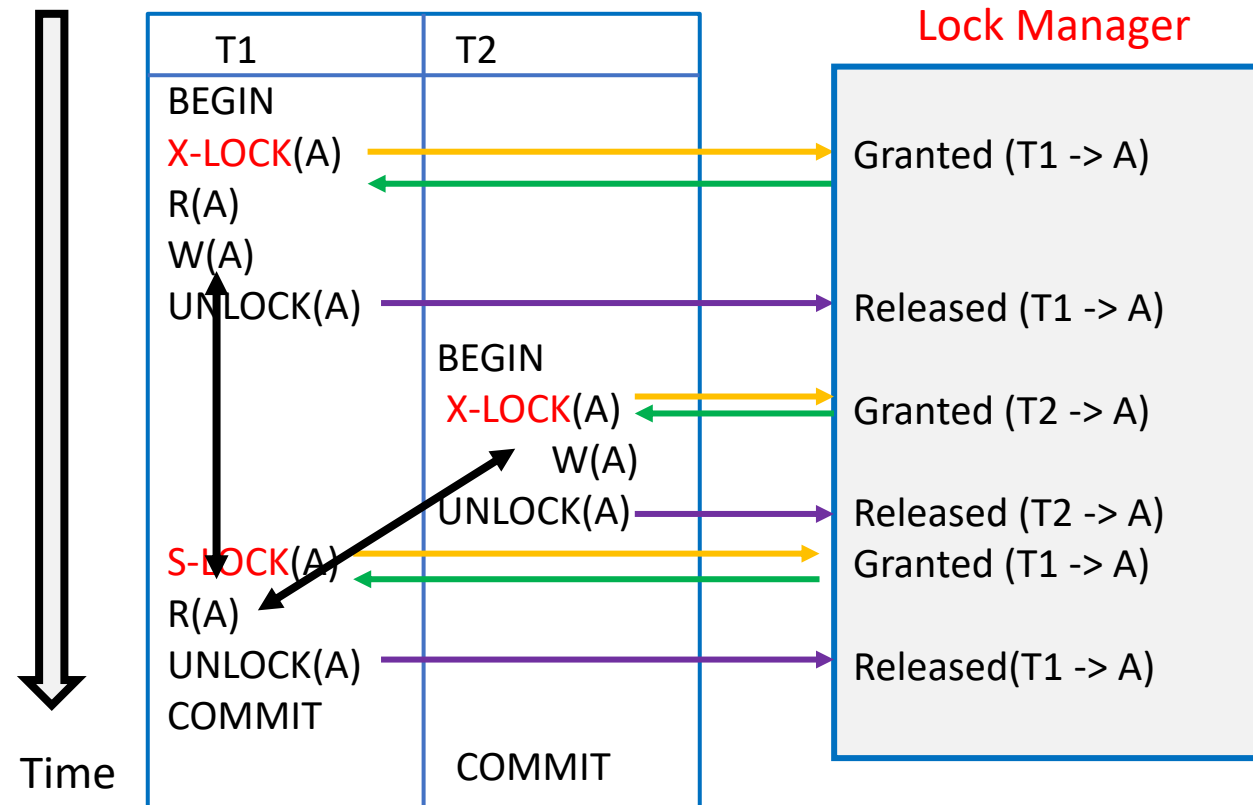 Lock Manager
T1 T2
BEGIN
X-LOCK(A) Granted (T1 -> A)
R(A)
W(A)
UNLOCK(A) Released (T1 -> A)
BEGIN
X-LOCK(A) Granted (T2 -> A)
W(A)
UNLOCK(A) Released (T2 -> A)
S-LOCK(A) Granted (T1 -> A)
R(A)
UNLOCK(A) Released(T1 -> A)
COMMIT
Time COMMIT